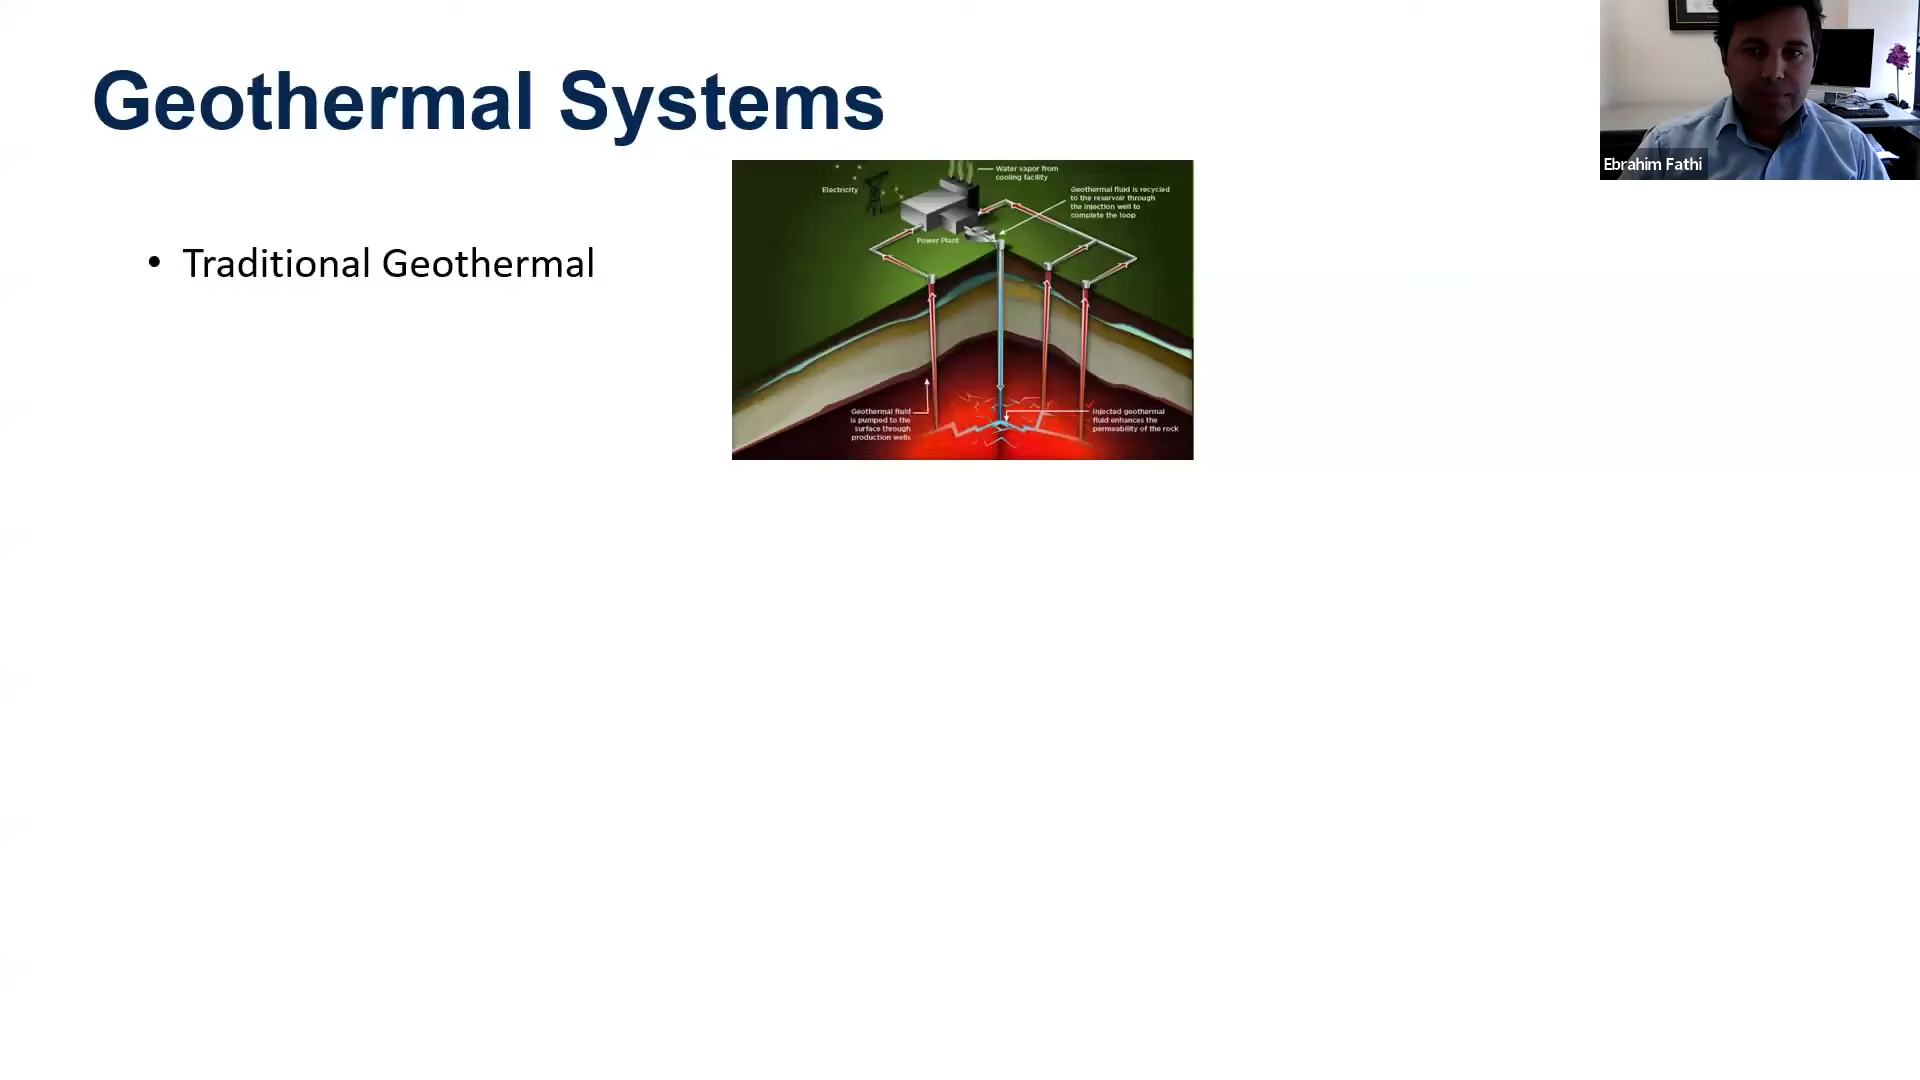 Geothermal Systems
Ebrahim Fathi
• Traditional Geothermal
Water vapor from
cooling facility
Electricity
Geothermal fluid is recycled
to the reservoir through
the injection well to
complete the loop
Power Plant
Geothermal fluid
is pumped to the
surface through
production wells
Injected geothermal
fluid enhances the
permeability of the rock